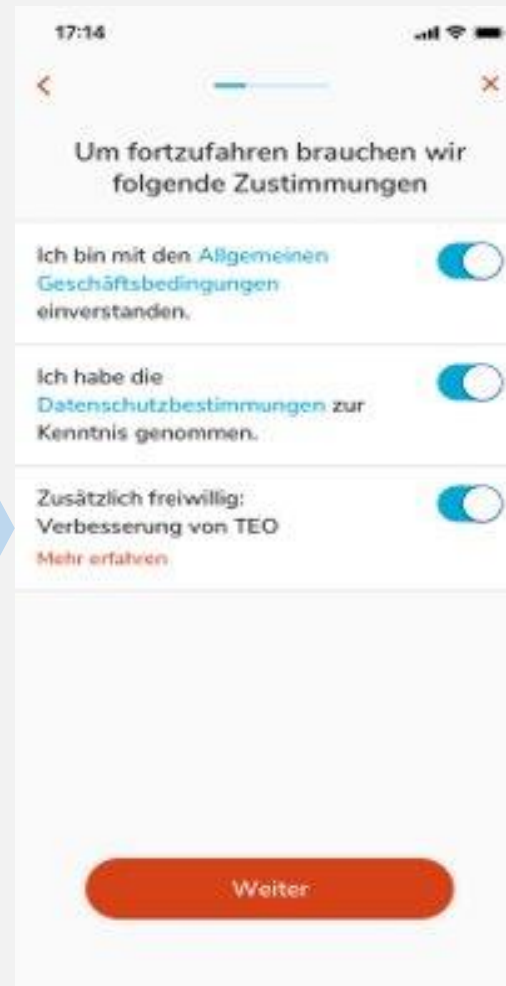 17:14
Um fortzufahren brauchen wir
folgende Zustimmungen
Ich bin mit den Allgemeinen
Geschäftsbedingungen
einverstanden.
Ich habe die
Datenschutzbestimmungen zur
Kenntnis genommen.
Zusätzlich freiwillig:
Verbesserung von TEO
Mehr erfahren
Weiter